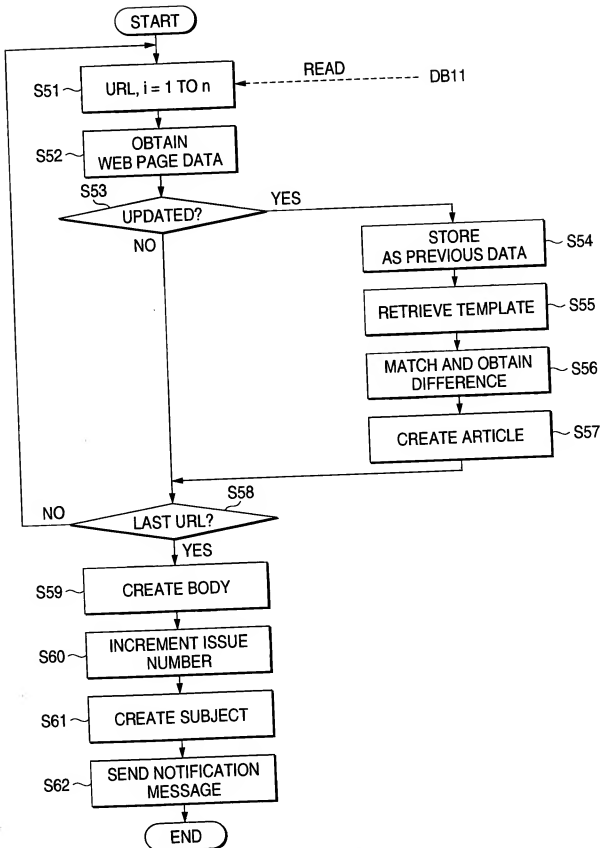 START
READ
DB11
S51
URL, i = 1 TO n
S52
OBTAIN
WEB PAGE DATA
S53
UPDATED?
YES
NO
STORE
AS PREVIOUS DATA
S54
RETRIEVE TEMPLATE
S55
MATCH AND OBTAIN
DIFFERENCE
S56
CREATE ARTICLE
S57
S58
NO
LAST URL?
YES
S59
CREATE BODY
S60
INCREMENT ISSUE
NUMBER
S61
CREATE SUBJECT
S62
SEND NOTIFICATION
MESSAGE
END